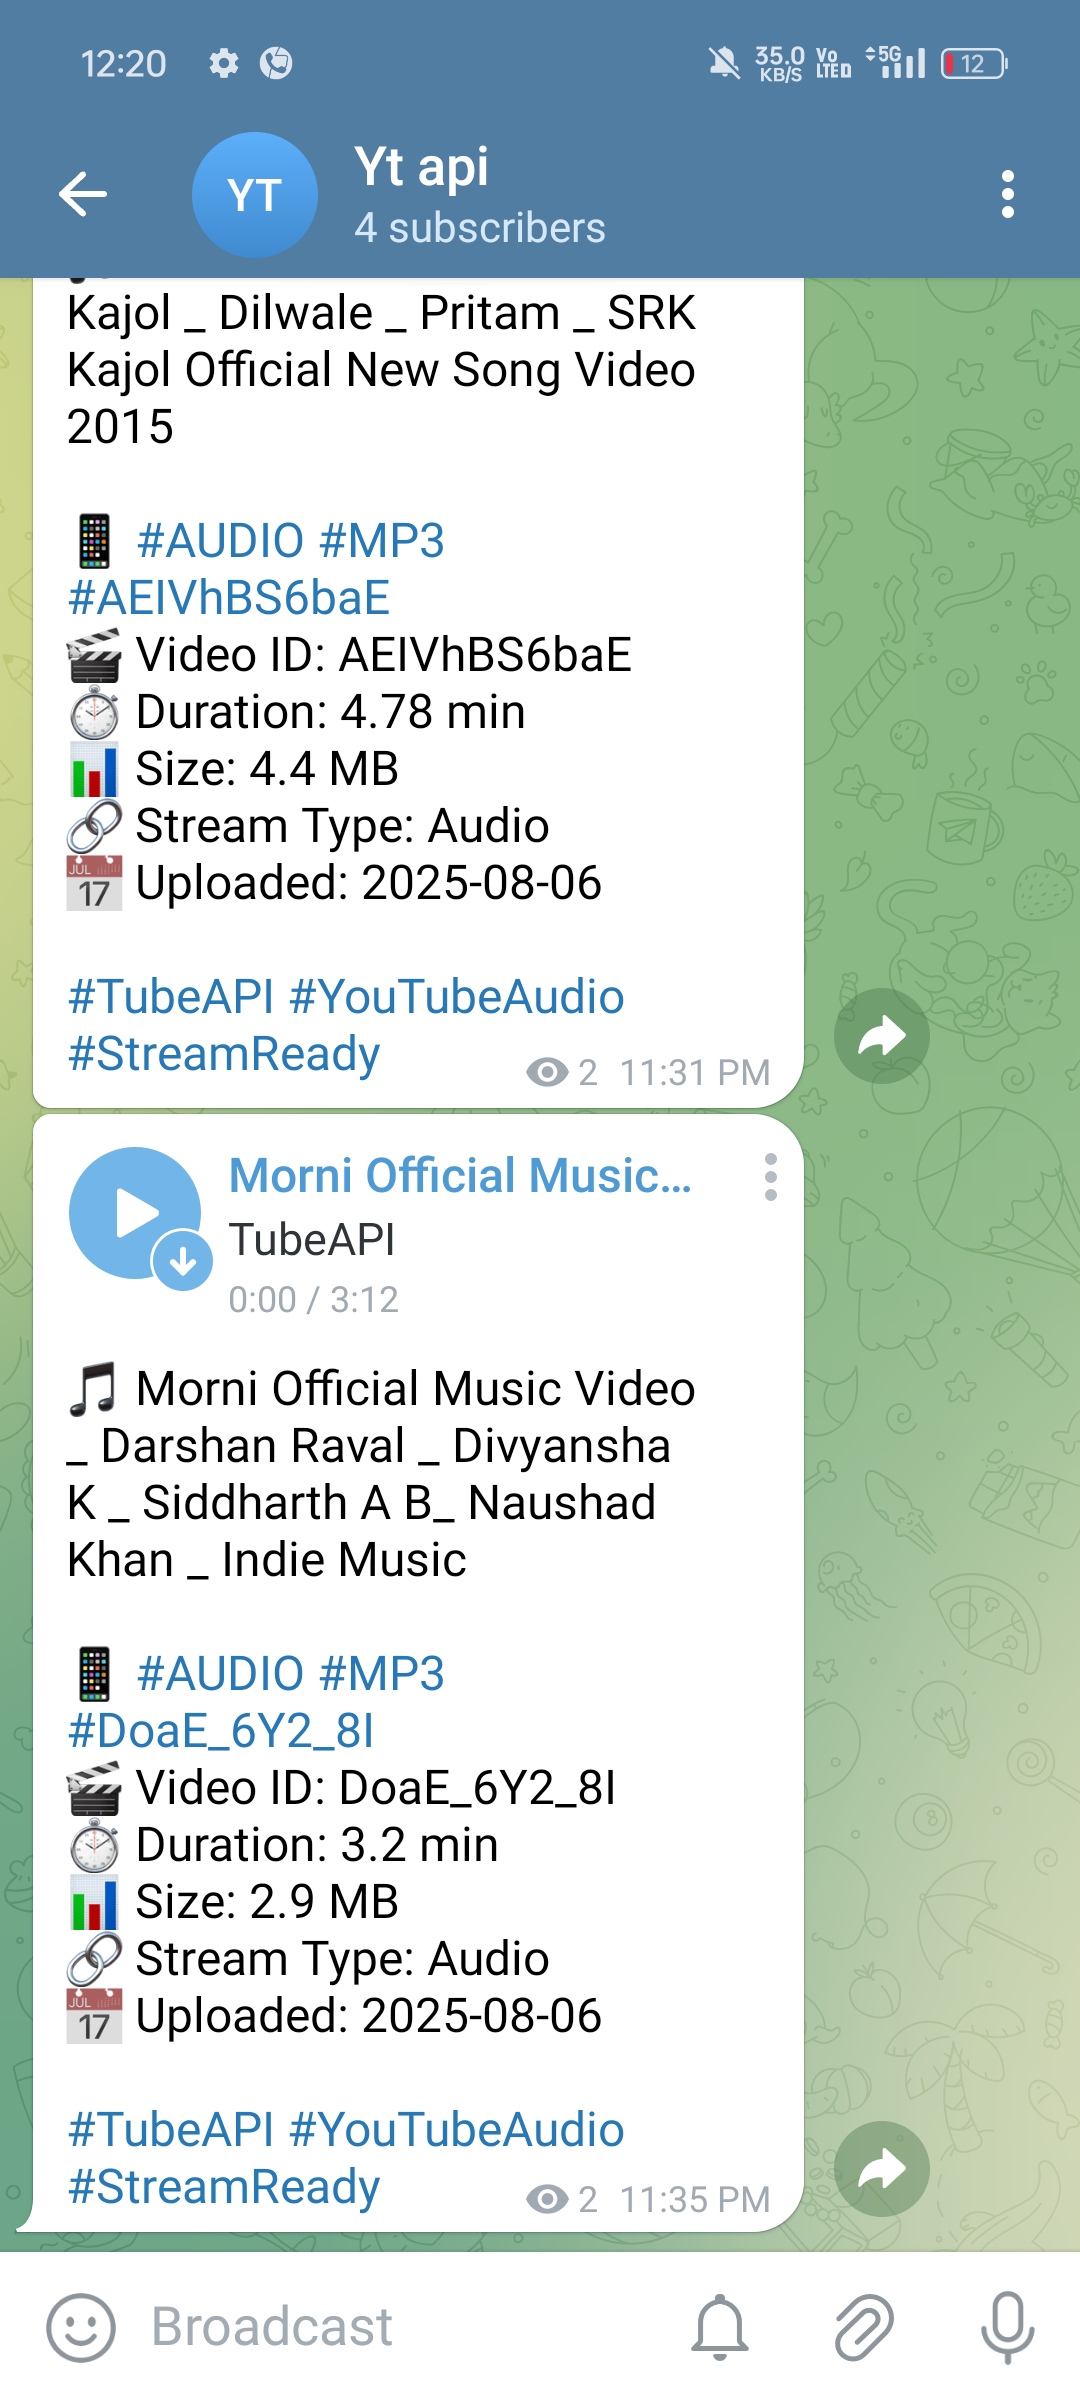 12:20
35.0
KB/S
Vo
LTE D
5G
12
YT
Yt api
4 subscribers
Kajol _ Dilwale _ Pritam _ SRK
Kajol Official New Song Video
2015
#AUDIO #MP3
#AEIVhBS6baE
Video ID: AEIVhBS6baE
Duration: 4.78 min
Size: 4.4 MB
Stream Type: Audio
JUL
17
Uploaded: 2025-08-06
#TubeAPI #YouTubeAudio
#StreamReady
2 11:31 PM
Morni Official Music...
TubeAPI
0:00 / 3:12
Morni Official Music Video
_ Darshan Raval _ Divyansha
K _ Siddharth A B_ Naushad
Khan _ Indie Music
#AUDIO #MP3
#DoaE_6Y2_8I
Video ID: DoaE_6Y2_8I
Duration: 3.2 min
Size: 2.9 MB
Stream Type: Audio
JUL
17
Uploaded: 2025-08-06
#TubeAPI #YouTubeAudio
#StreamReady
2 11:35 PM
Broadcast